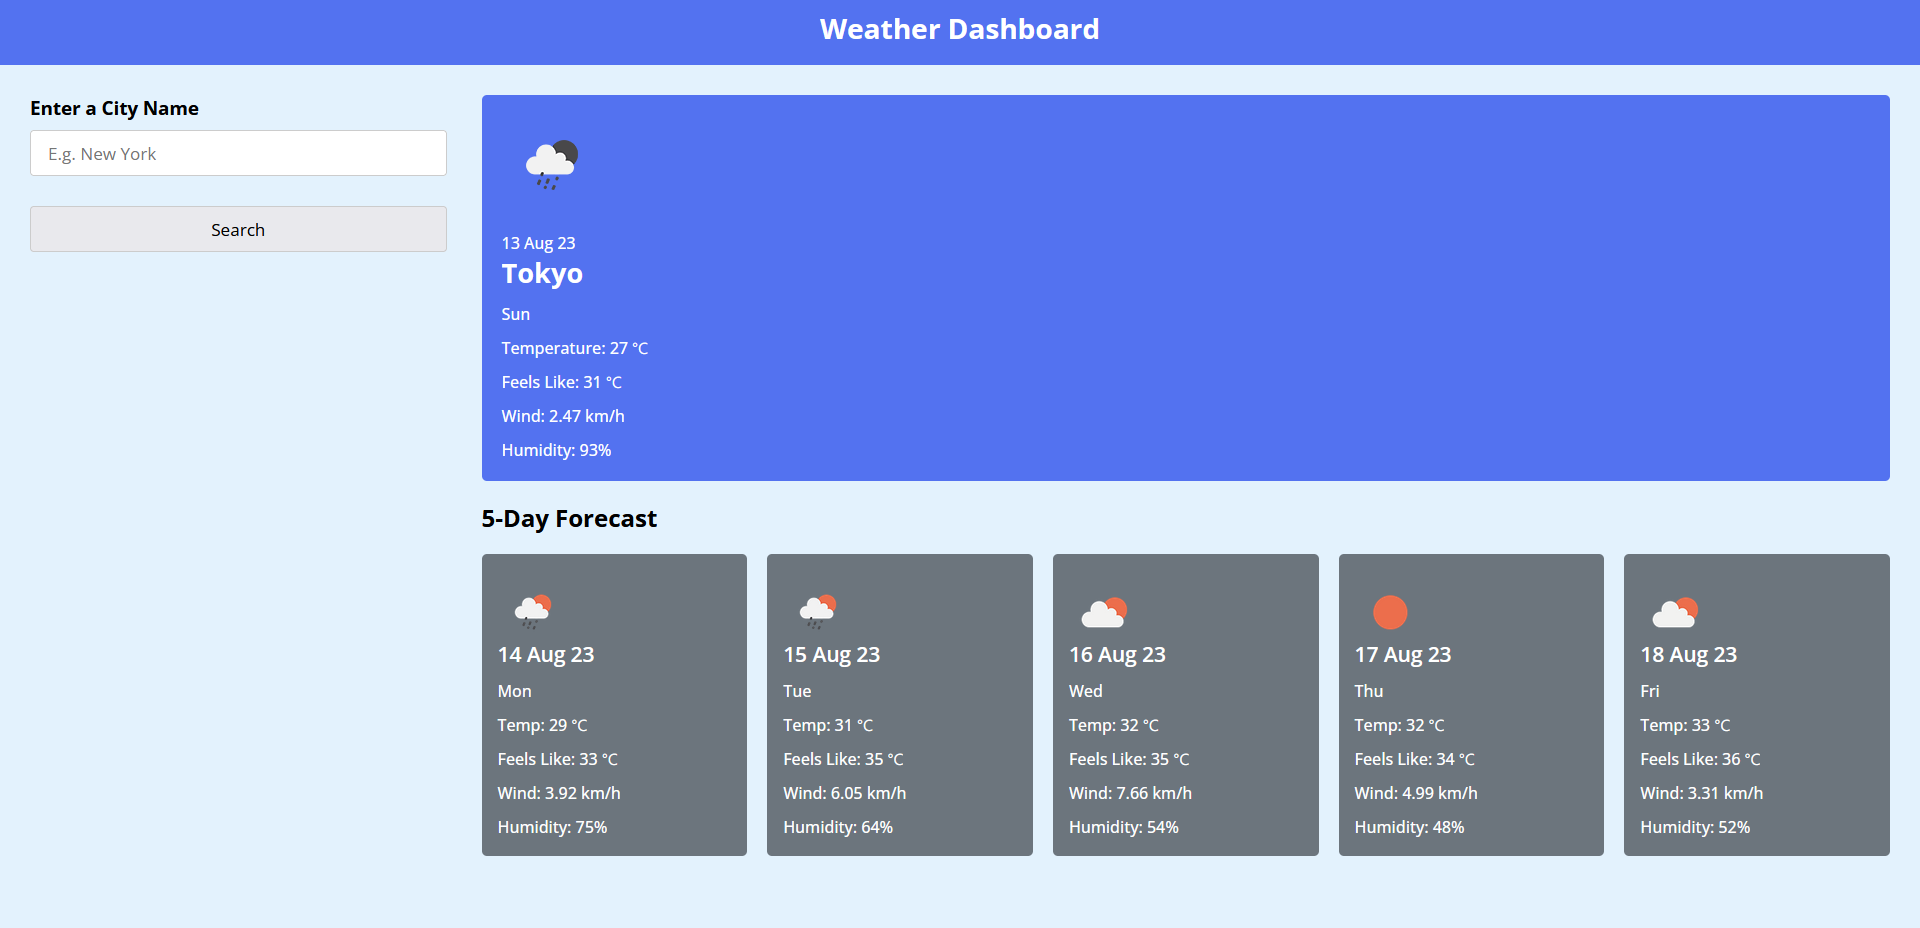 Weather Dashboard
Enter a City Name
E.g. New York
Search
13 Aug 23
Tokyo
Sun
Temperature: 27 °C
Feels Like: 31 °C
Wind: 2.47 km/h
Humidity: 93%
5-Day Forecast
14 Aug 23
Mon
Temp: 29 °C
Feels Like: 33 °C
Wind: 3.92 km/h
Humidity: 75%
15 Aug 23
Tue
Temp: 31 °C
Feels Like: 35 °C
Wind: 6.05 km/h
Humidity: 64%
16 Aug 23
Wed
Temp: 32 °C
Feels Like: 35 °C
Wind: 7.66 km/h
Humidity: 54%
17 Aug 23
Thu
Temp: 32 °C
Feels Like: 34 °C
Wind: 4.99 km/h
Humidity: 48%
18 Aug 23
Fri
Temp: 33 °C
Feels Like: 36 °C
Wind: 3.31 km/h
Humidity: 52%